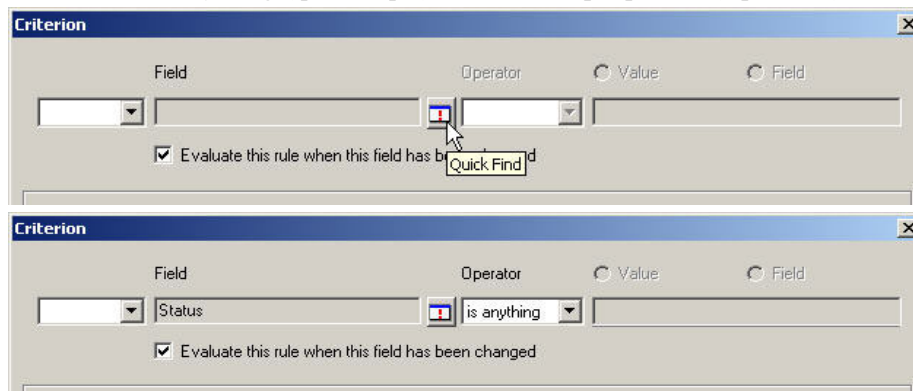 Criterion
Field Operator Value Field
Evaluate this rule when this field has b d
Quick Find
Criterion
Field Operator Value Field
Status is anything
Evaluate this rule when this field has been changed